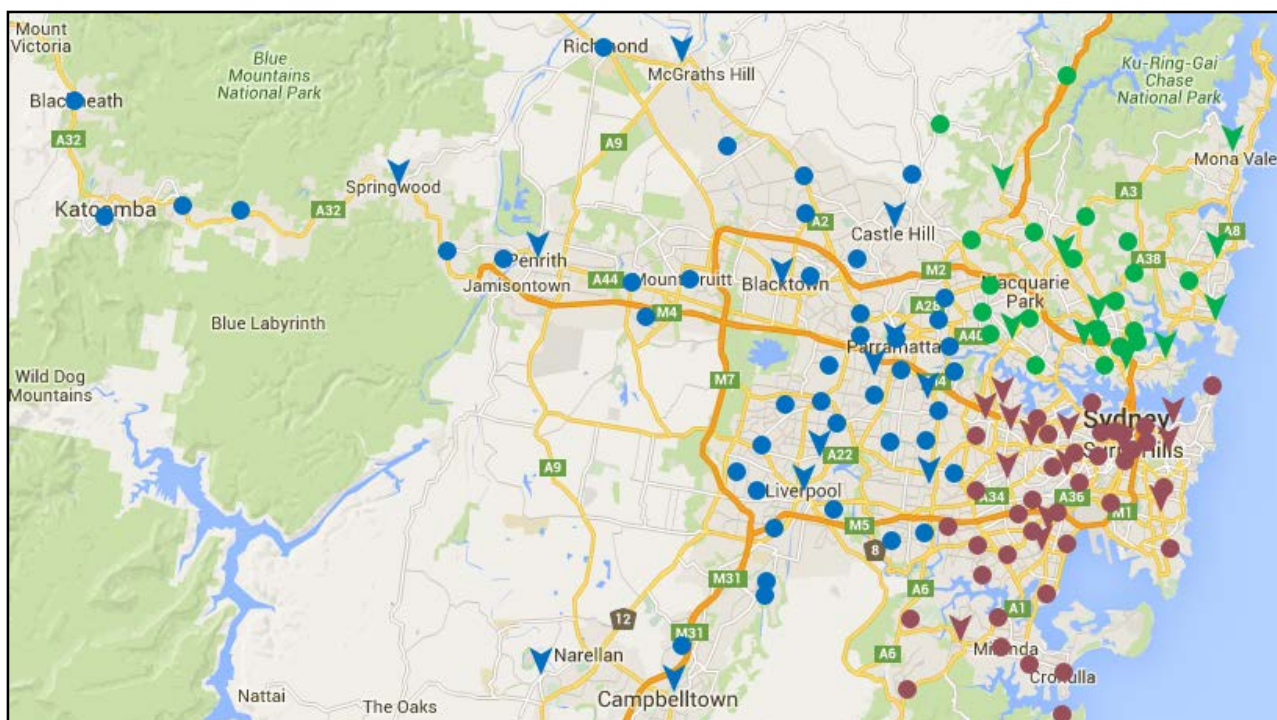 Mount
Victoria
Blackheath
A32
Katoomba
Blue
Mountains
National Park
Springwood
A32
Richmond
McGraths Hill
A9
Penrith
Jamisontown
A44
Mount Druitt
M4
Blue Labyrinth
Wild Dog
Mountains
A2
Castle Hill
Blacktown
M2
A28
Parramatta
A40
M4
M7
Ku-Ring-Gai
Chase
National Park
Mona Vale
A3
A8
A38
Macquarie
Park
Sydney
Surry Hills
A22
Liverpool
A34
A36
M1
M5
8
A9
M31
12
M31
Narellan
Campbelltown
Nattai
The Oaks
A6
A6
A1
Miranda
Cronulla